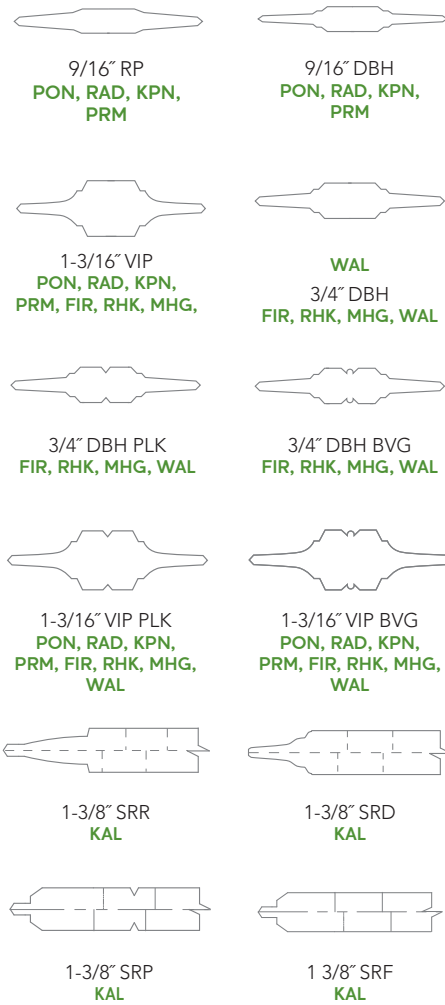 9/16″ RP
PON, RAD, KPN,
PRM
9/16″ DBH
PON, RAD, KPN,
PRM
1-3/16″ VIP
PON, RAD, KPN,
PRM, FIR, RHK, MHG,
WAL
3/4″ DBH
FIR, RHK, MHG, WAL
3/4″ DBH PLK
FIR, RHK, MHG, WAL
3/4″ DBH BVG
FIR, RHK, MHG, WAL
1-3/16″ VIP PLK
PON, RAD, KPN,
PRM, FIR, RHK, MHG,
WAL
1-3/16″ VIP BVG
PON, RAD, KPN,
PRM, FIR, RHK, MHG,
WAL
1-3/8″ SRR
KAL
1-3/8″ SRD
KAL
1-3/8″ SRP
KAL
1 3/8″ SRF
KAL